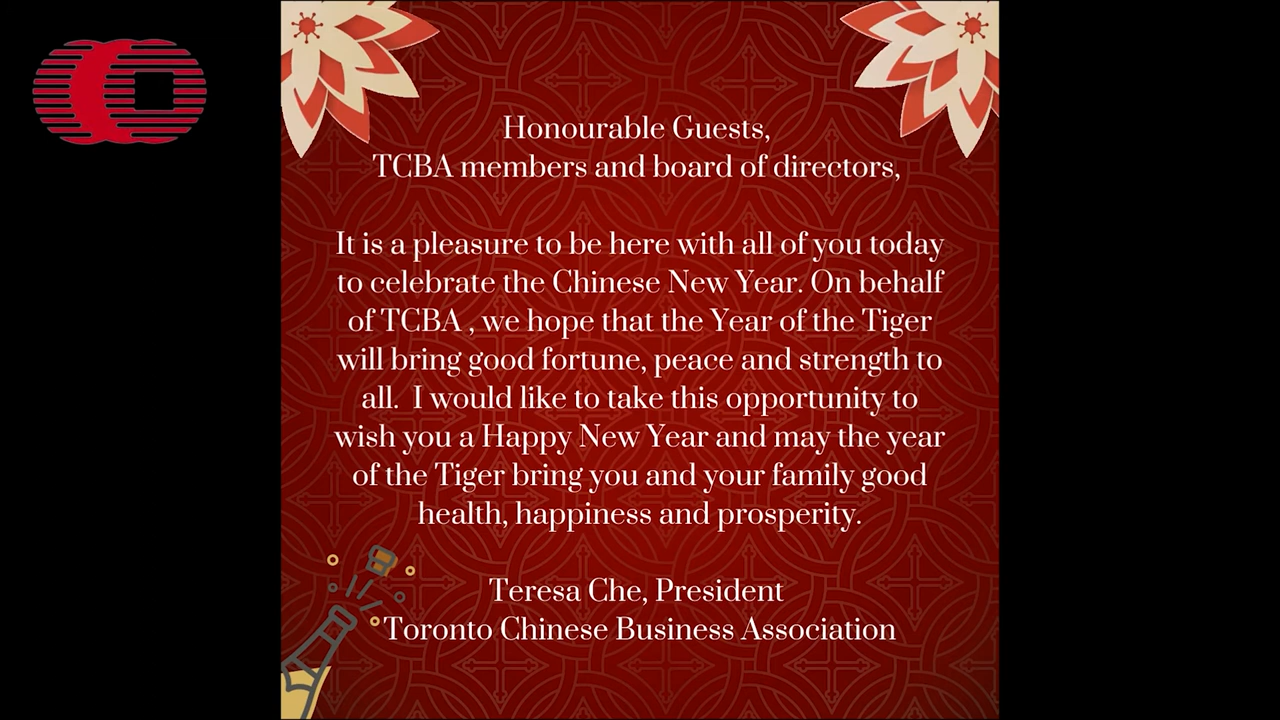 Honourable Guests,
TCBA members and board of directors,
It is a pleasure to be here with all of you today
to celebrate the Chinese New Year. On behalf
of TCBA , we hope that the Year of the Tiger
will bring good fortune, peace and strength to
all.  I would like to take this opportunity to
wish you a Happy New Year and may the year
of the Tiger bring you and your family good
health, happiness and prosperity.
Teresa Che, President
Toronto Chinese Business Association